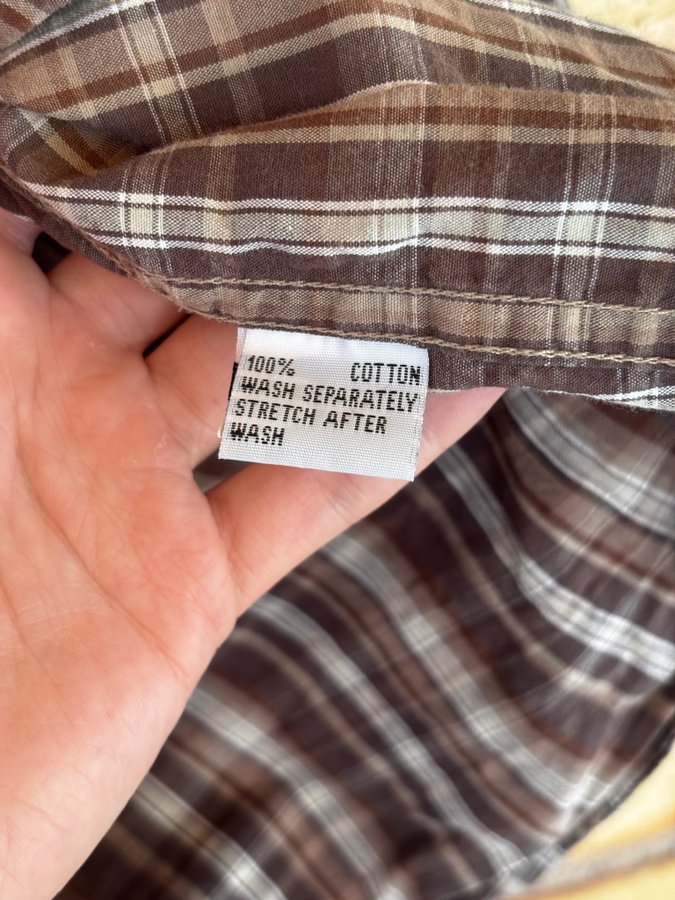 100% COTTON
WASH SEPARATELY
STRETCH AFTER
WASH